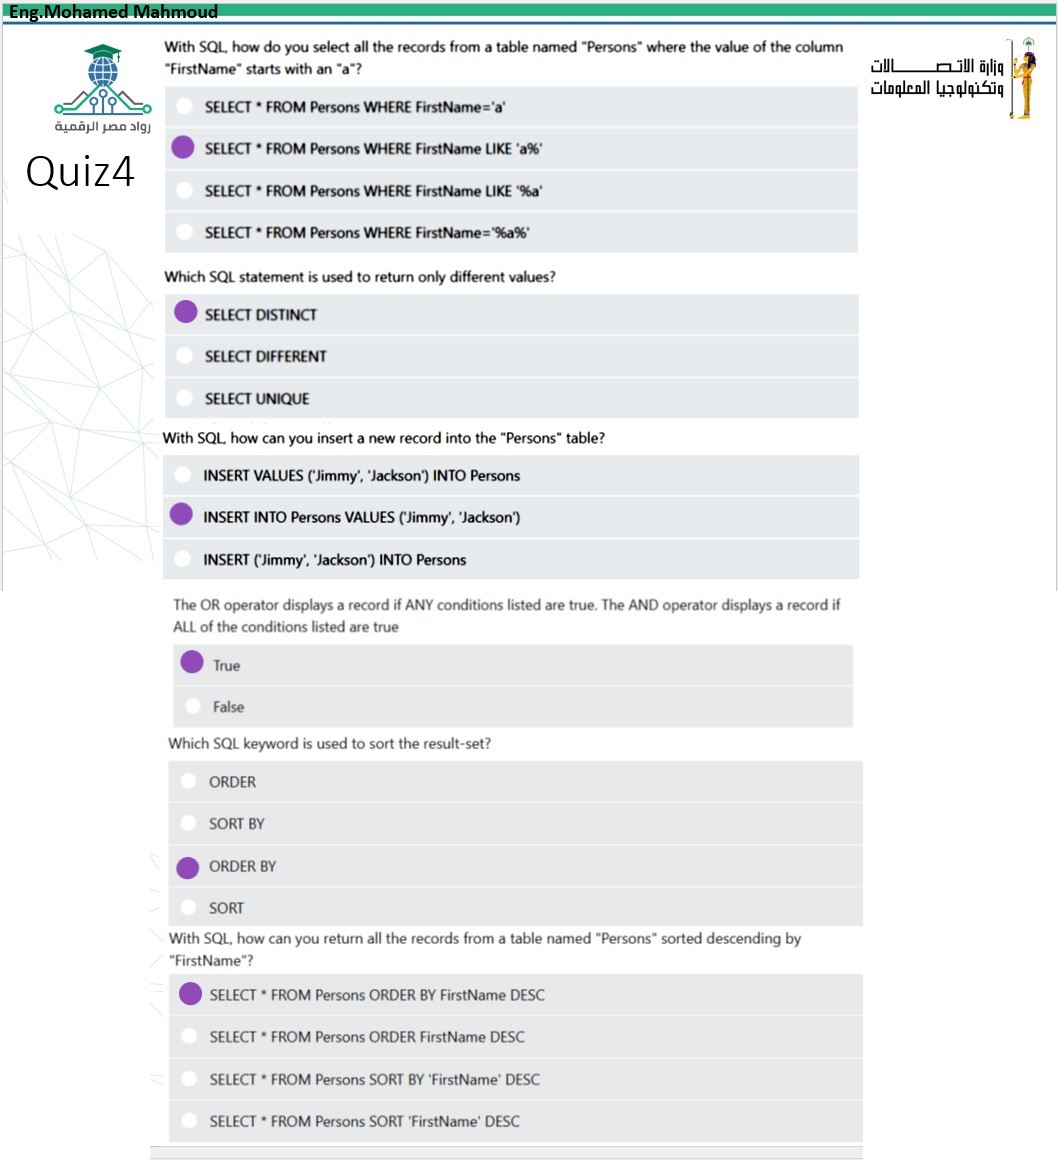 Eng.Mohamed Mahmoud
رواد مصر الرقمية
وزارة الاتصـــــالات
وتكنولوجيا المعلومات
Quiz4
With SQL, how do you select all the records from a table named "Persons" where the value of the column
"FirstName" starts with an "a"?
SELECT * FROM Persons WHERE FirstName='a'
SELECT * FROM Persons WHERE FirstName LIKE 'a%'
SELECT * FROM Persons WHERE FirstName LIKE '%a'
SELECT * FROM Persons WHERE FirstName='%a%'
Which SQL statement is used to return only different values?
SELECT DISTINCT
SELECT DIFFERENT
SELECT UNIQUE
With SQL, how can you insert a new record into the "Persons" table?
INSERT VALUES ('Jimmy', 'Jackson') INTO Persons
INSERT INTO Persons VALUES ('Jimmy', 'Jackson')
INSERT ('Jimmy', 'Jackson') INTO Persons
The OR operator displays a record if ANY conditions listed are true. The AND operator displays a record if
ALL of the conditions listed are true
True
False
Which SQL keyword is used to sort the result-set?
ORDER
SORT BY
ORDER BY
SORT
With SQL, how can you return all the records from a table named "Persons" sorted descending by
"FirstName"?
SELECT * FROM Persons ORDER BY FirstName DESC
SELECT * FROM Persons ORDER FirstName DESC
SELECT * FROM Persons SORT BY 'FirstName' DESC
SELECT * FROM Persons SORT 'FirstName' DESC